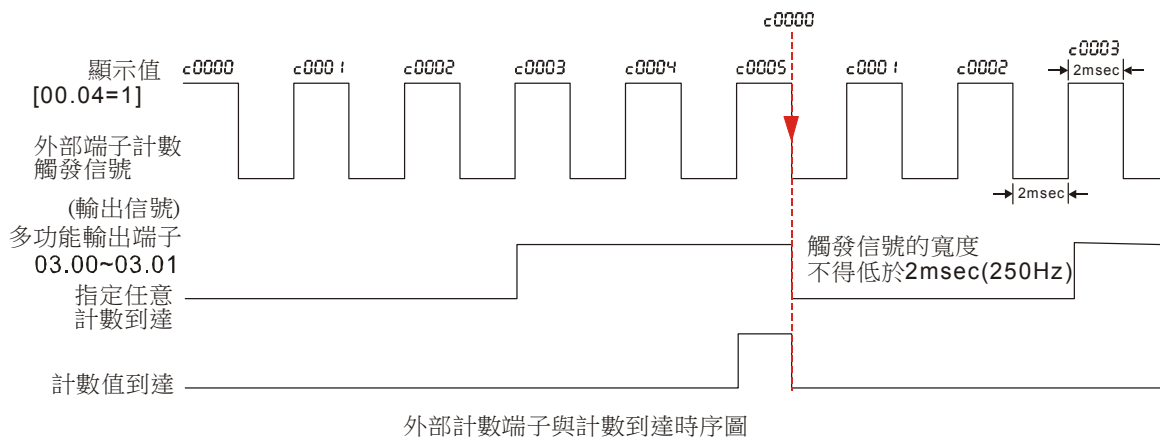 c0000
顯示值
[00.04=1]
c0000 c0001 c0002 c0003 c0004 c0005 c0001 c0002 c0003
2msec
外部端子計數
觸發信號
2msec
(輸出信號)
多功能輸出端子
03.00~03.01
指定任意
計數到達
觸發信號的寬度
不得低於2msec(250Hz)
計數值到達
外部計數端子與計數到達時序圖